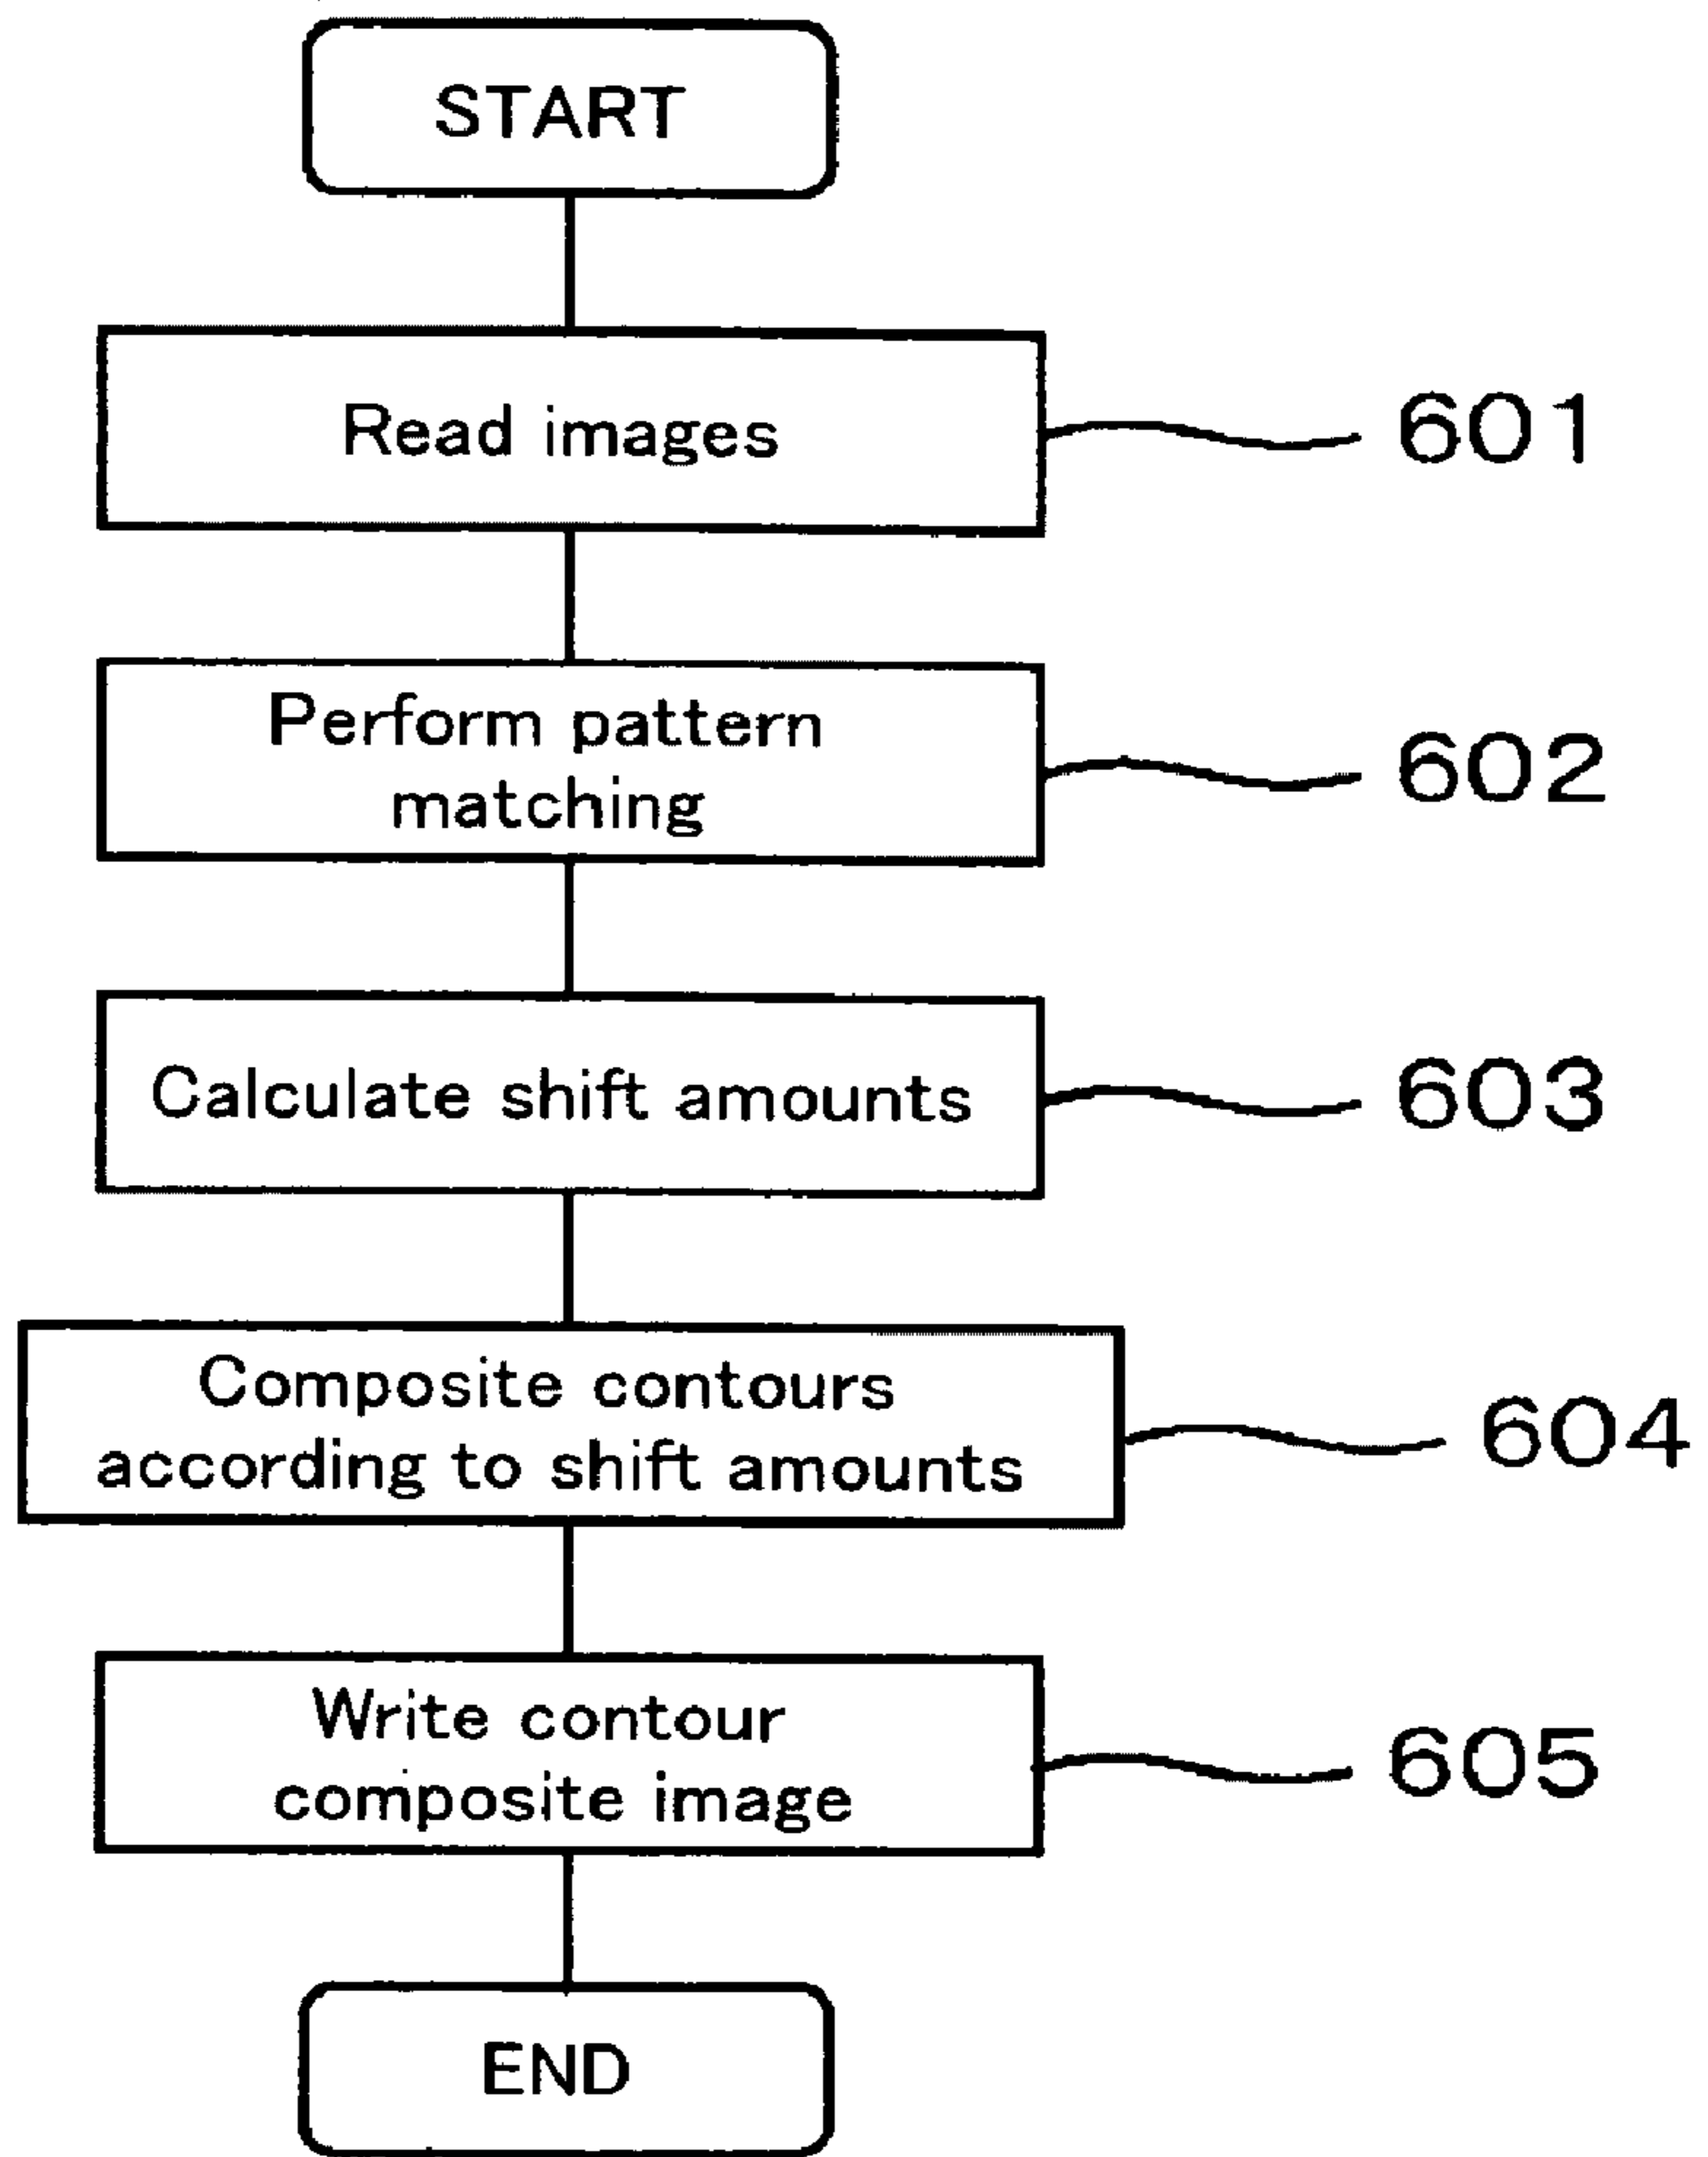 START
Read images
601
Perform pattern
matching
602
Calculate shift amounts
603
Composite contours
according to shift amounts
604
Write contour
composite image
605
END